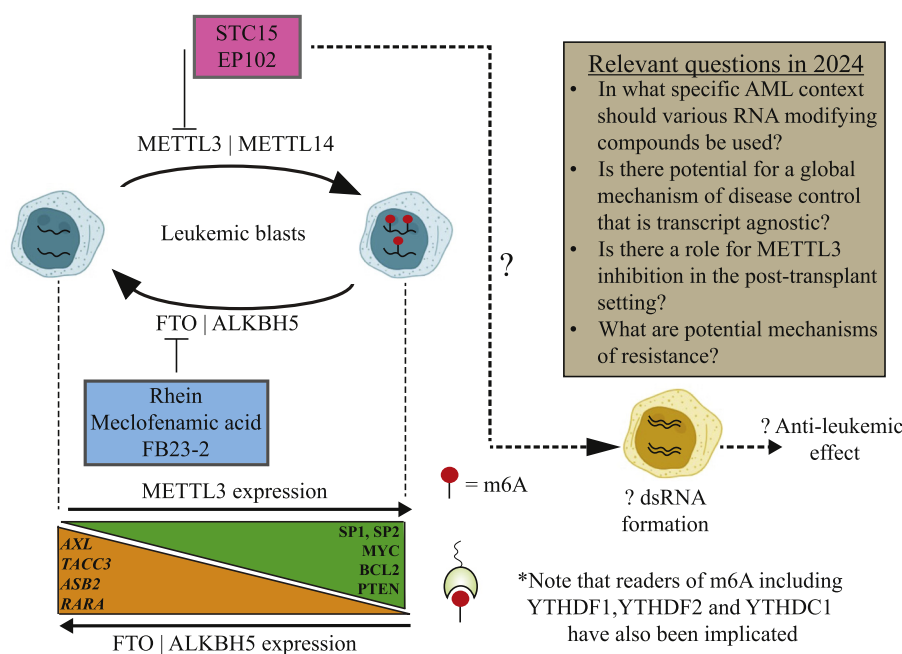 STC15
EP102
METTL3 | METTL14
Leukemic blasts
FTO | ALKBH5
Rhein
Meclofenamic acid
FB23-2
METTL3 expression
AXL
TACC3
ASB2
RARA
SP1, SP2
MYC
BCL2
PTEN
FTO | ALKBH5 expression
?
Relevant questions in 2024
• In what specific AML context
should various RNA modifying
compounds be used?
• Is there potential for a global
mechanism of disease control
that is transcript agnostic?
• Is there a role for METTL3
inhibition in the post-transplant
setting?
• What are potential mechanisms
of resistance?
? Anti-leukemic
effect
? dsRNA
formation
= m6A
*Note that readers of m6A including
YTHDF1,YTHDF2 and YTHDC1
have also been implicated